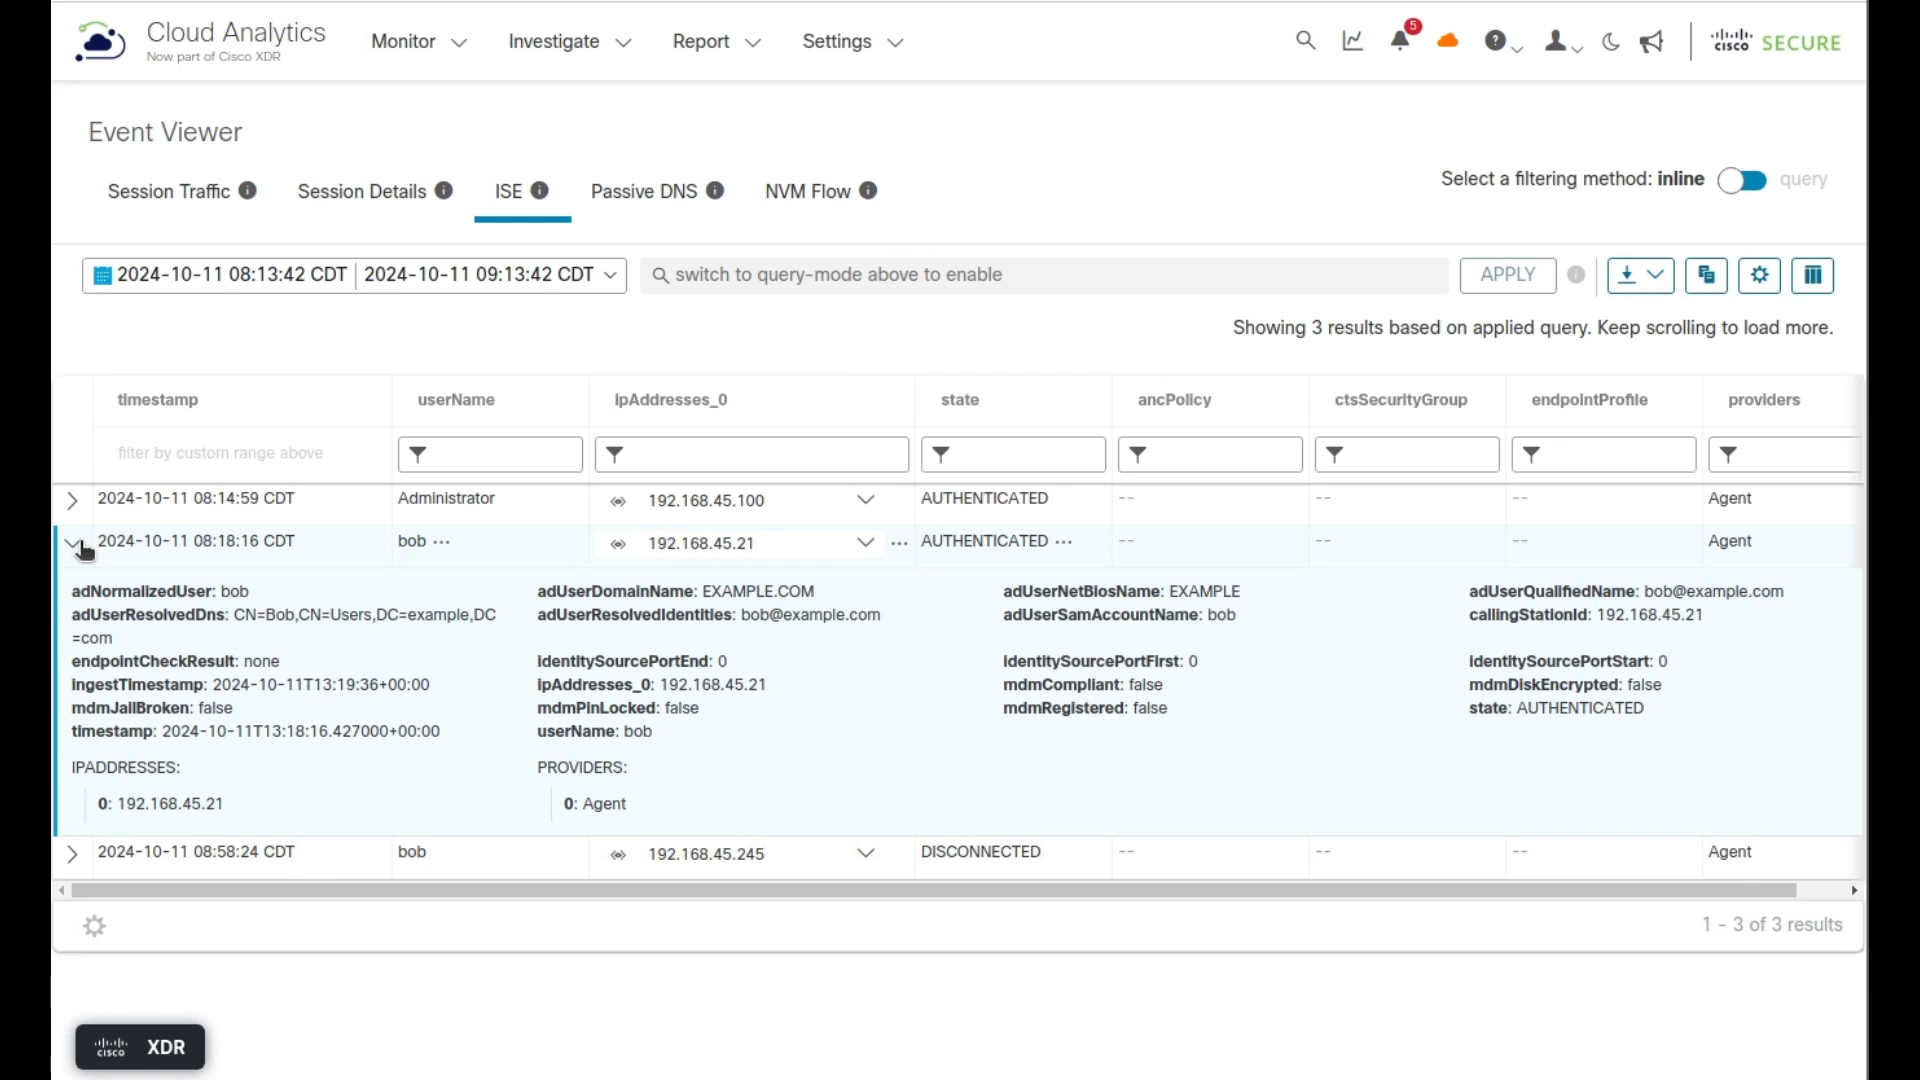 Cloud Analytics
Now part of Cisco XDR
Monitor Investigate Report Settings
5
CISCO SECURE
Event Viewer
Session Traffic Session Details ISE Passive DNS NVM Flow
Select a filtering method: inline query
2024-10-11 08:13:42 CDT 2024-10-11 09:13:42 CDT switch to query-mode above to enable APPLY
Showing 3 results based on applied query. Keep scrolling to load more.
timestamp userName ipAddresses_0 state ancPolicy ctsSecurityGroup endpointProfile providers
filter by custom range above
2024-10-11 08:14:59 CDT Administrator 192.168.45.100 AUTHENTICATED -- -- -- Agent
2024-10-11 08:18:16 CDT bob ··· 192.168.45.21 ··· AUTHENTICATED ··· -- -- -- Agent
adNormalizedUser: bob adUserDomainName: EXAMPLE.COM adUserNetBiosName: EXAMPLE adUserQualifiedName: bob@example.com
adUserResolvedDns: CN=Bob,CN=Users,DC=example,DC adUserResolvedIdentities: bob@example.com adUserSamAccountName: bob callingStationId: 192.168.45.21
=com
endpointCheckResult: none identitySourcePortEnd: 0 identitySourcePortFirst: 0 identitySourcePortStart: 0
ingestTimestamp: 2024-10-11T13:19:36+00:00 ipAddresses_0: 192.168.45.21 mdmCompliant: false mdmDiskEncrypted: false
mdmJailBroken: false mdmPinLocked: false mdmRegistered: false state: AUTHENTICATED
timestamp: 2024-10-11T13:18:16.427000+00:00 userName: bob
IPADDRESSES: PROVIDERS:
0: 192.168.45.21 0: Agent
2024-10-11 08:58:24 CDT bob 192.168.45.245 DISCONNECTED -- -- -- Agent
1 - 3 of 3 results
CISCO XDR